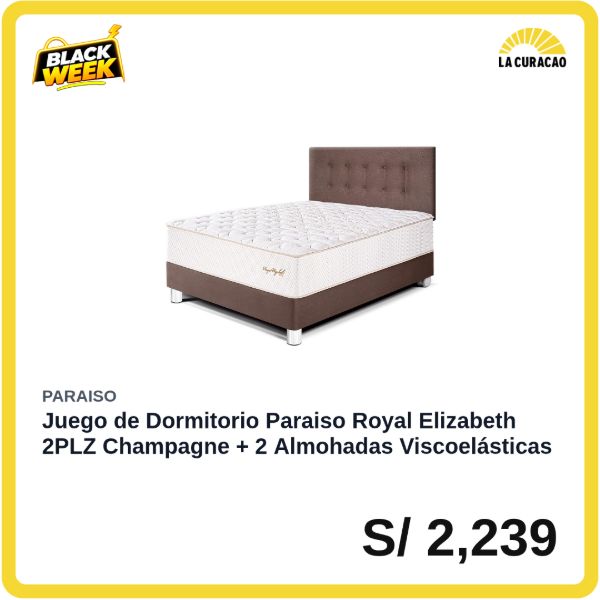 BLACK
WEEK
LA CURACAO
PARAISO
Juego de Dormitorio Paraiso Royal Elizabeth
2PLZ Champagne + 2 Almohadas Viscoelásticas
S/ 2,239